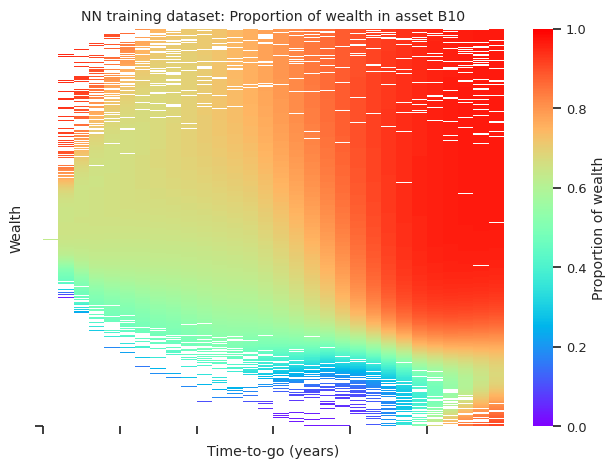 NN training dataset: Proportion of wealth in asset B10
Wealth
Time-to-go (years)
1.0
0.8
0.6
0.4
0.2
0.0
Proportion of wealth